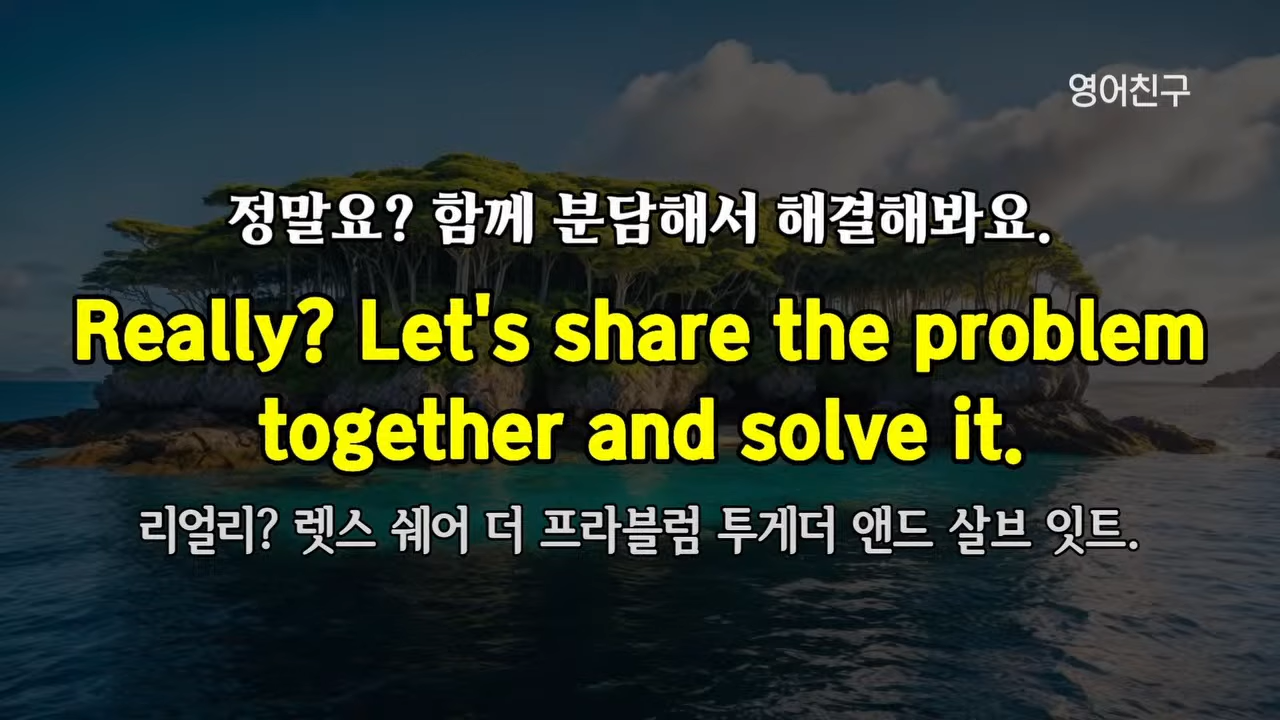 영어친구
정말요? 함께 분담해서 해결해봐요.
Really? Let's share the problem
together and solve it.
리얼리? 렛스 쉐어 더 프라블럼 투게더 앤드 살브 잇트.